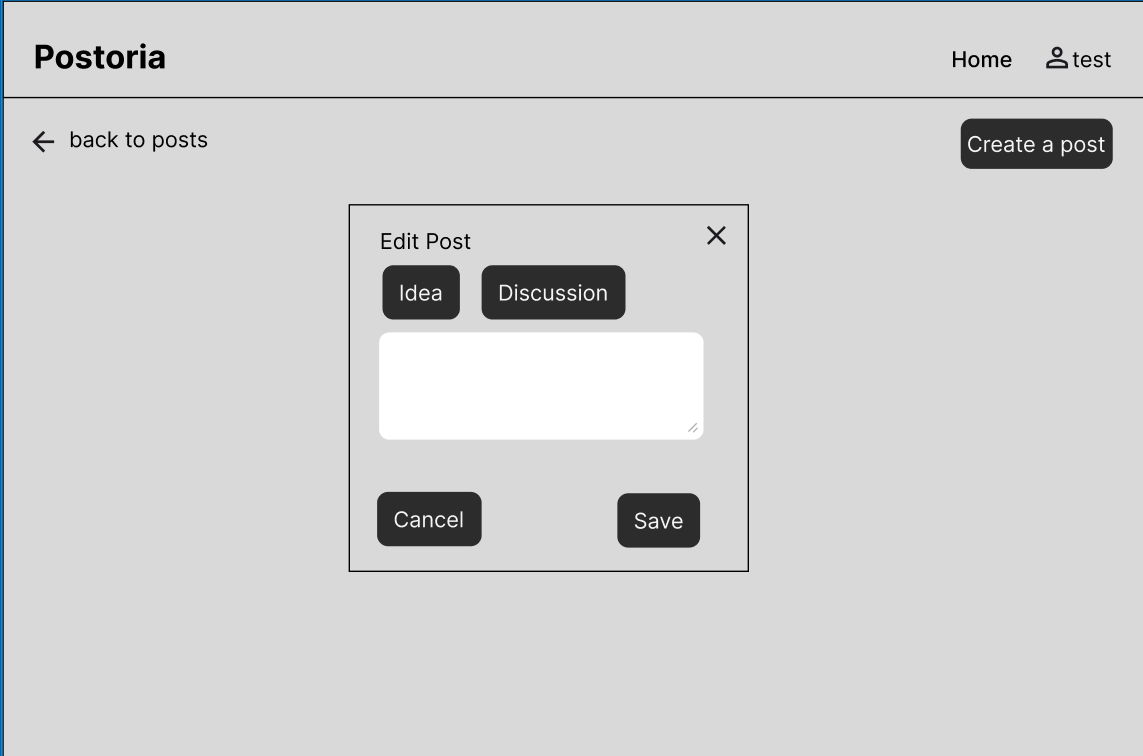 Postoria
Home test
back to posts
Create a post
Edit Post
Idea Discussion
Cancel Save